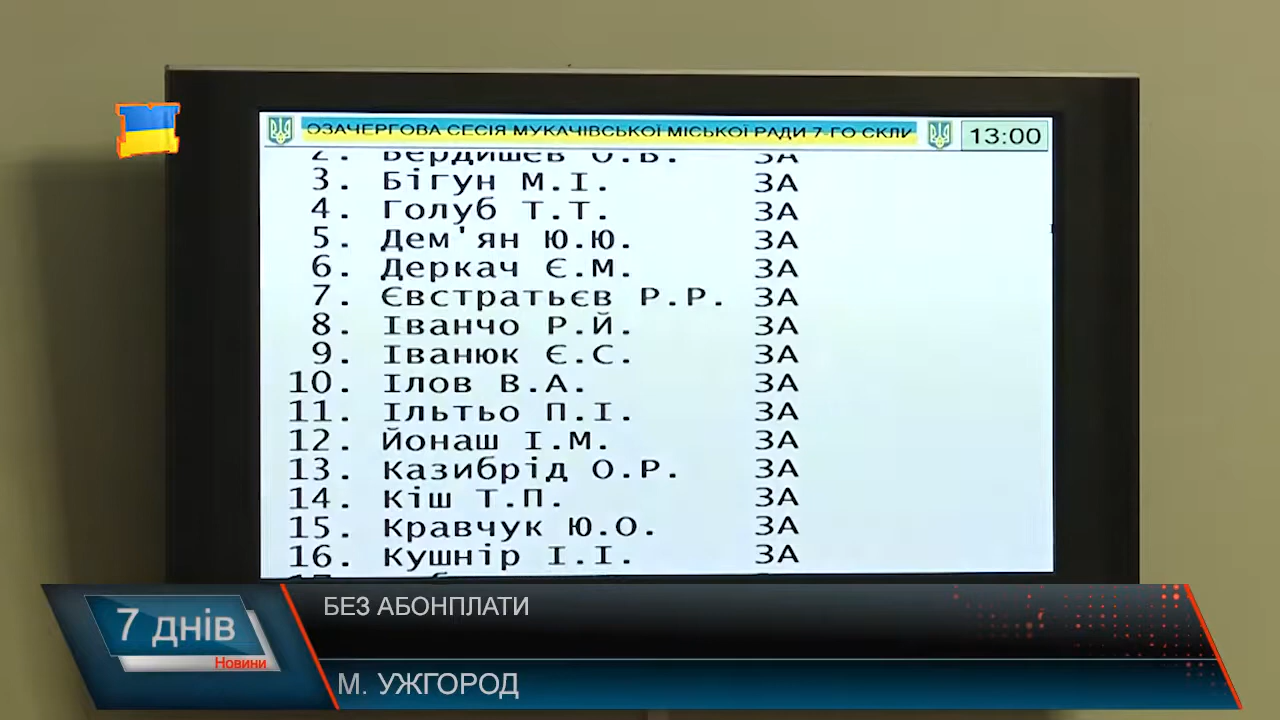 ОЗАЧЕРГОВА СЕСІЯ МУКАЧІВСЬКОЇ МІСЬКОЇ РАДИ 7-ГО СКЛИ
13:00
2. Бердишев О.В. ЗА
3. Бігун М.І. ЗА
4. Голуб Т.Т. ЗА
5. Дем'ян Ю.Ю. ЗА
6. Деркач Є.М. ЗА
7. Євстратьєв Р.Р. ЗА
8. Іванчо Р.Й. ЗА
9. Іванюк Є.С. ЗА
10. Ілов В.А. ЗА
11. Ільтьо П.І. ЗА
12. Йонаш І.М. ЗА
13. Казибрід О.Р. ЗА
14. Кіш Т.П. ЗА
15. Кравчук Ю.О. ЗА
16. Кушнір І.І. ЗА
7 днів
Новини
БЕЗ АБОНПЛАТИ
М. УЖГОРОД